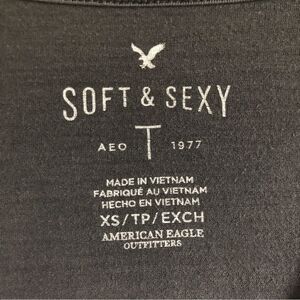 SOFT & SEXY
AEO T 1977
MADE IN VIETNAM
FABRIQUÉ AU VIETNAM
HECHO EN VIETNAM
XS/TP/EXCH
AMERICAN EAGLE
OUTFITTERS